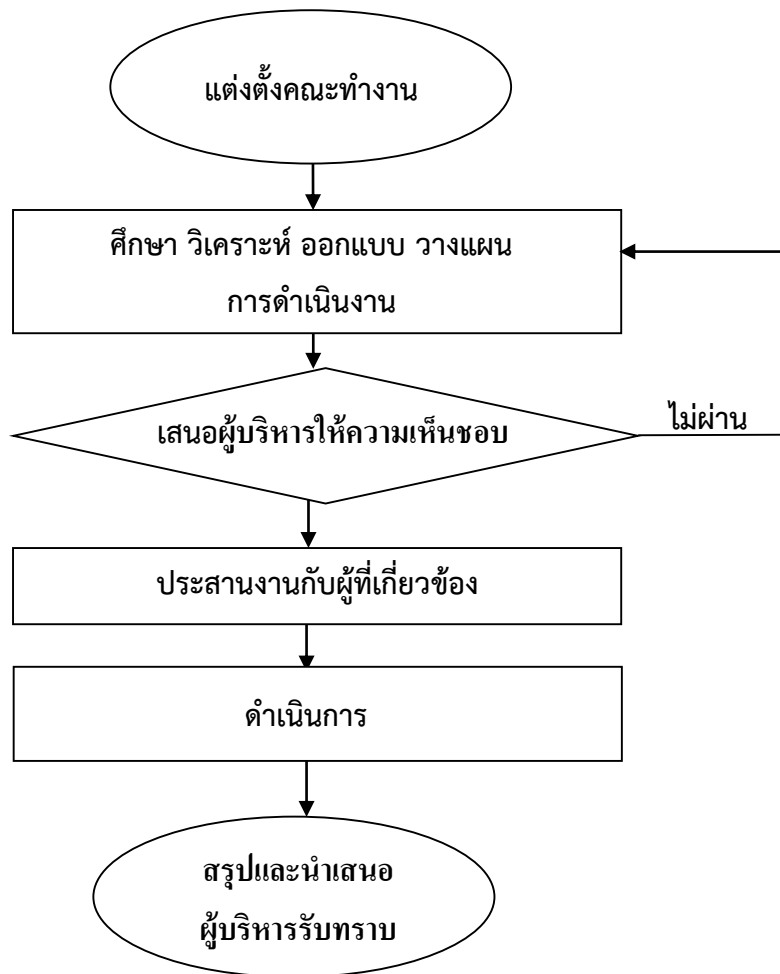 แต่งตั้งคณะทำงาน
ศึกษา วิเคราะห์ ออกแบบ วางแผน
การดำเนินงาน
เสนอผู้บริหารให้ความเห็นชอบ
ไม่ผ่าน
ประสานงานกับผู้ที่เกี่ยวข้อง
ดำเนินการ
สรุปและนำเสนอ
ผู้บริหารรับทราบ